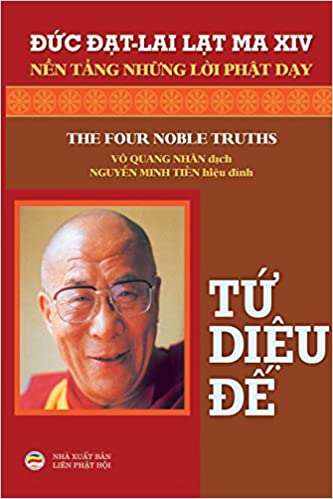 ĐỨC ĐẠT-LAI LẠT MA XIV
NỀN TẢNG NHỮNG LỜI PHẬT DẠY
THE FOUR NOBLE TRUTHS
VÕ QUANG NHÂN dịch
NGUYỄN MINH TIẾN hiệu đính
TỨ
DIỆU
ĐẾ
NHÀ XUẤT BẢN
LIÊN PHẬT HỘI